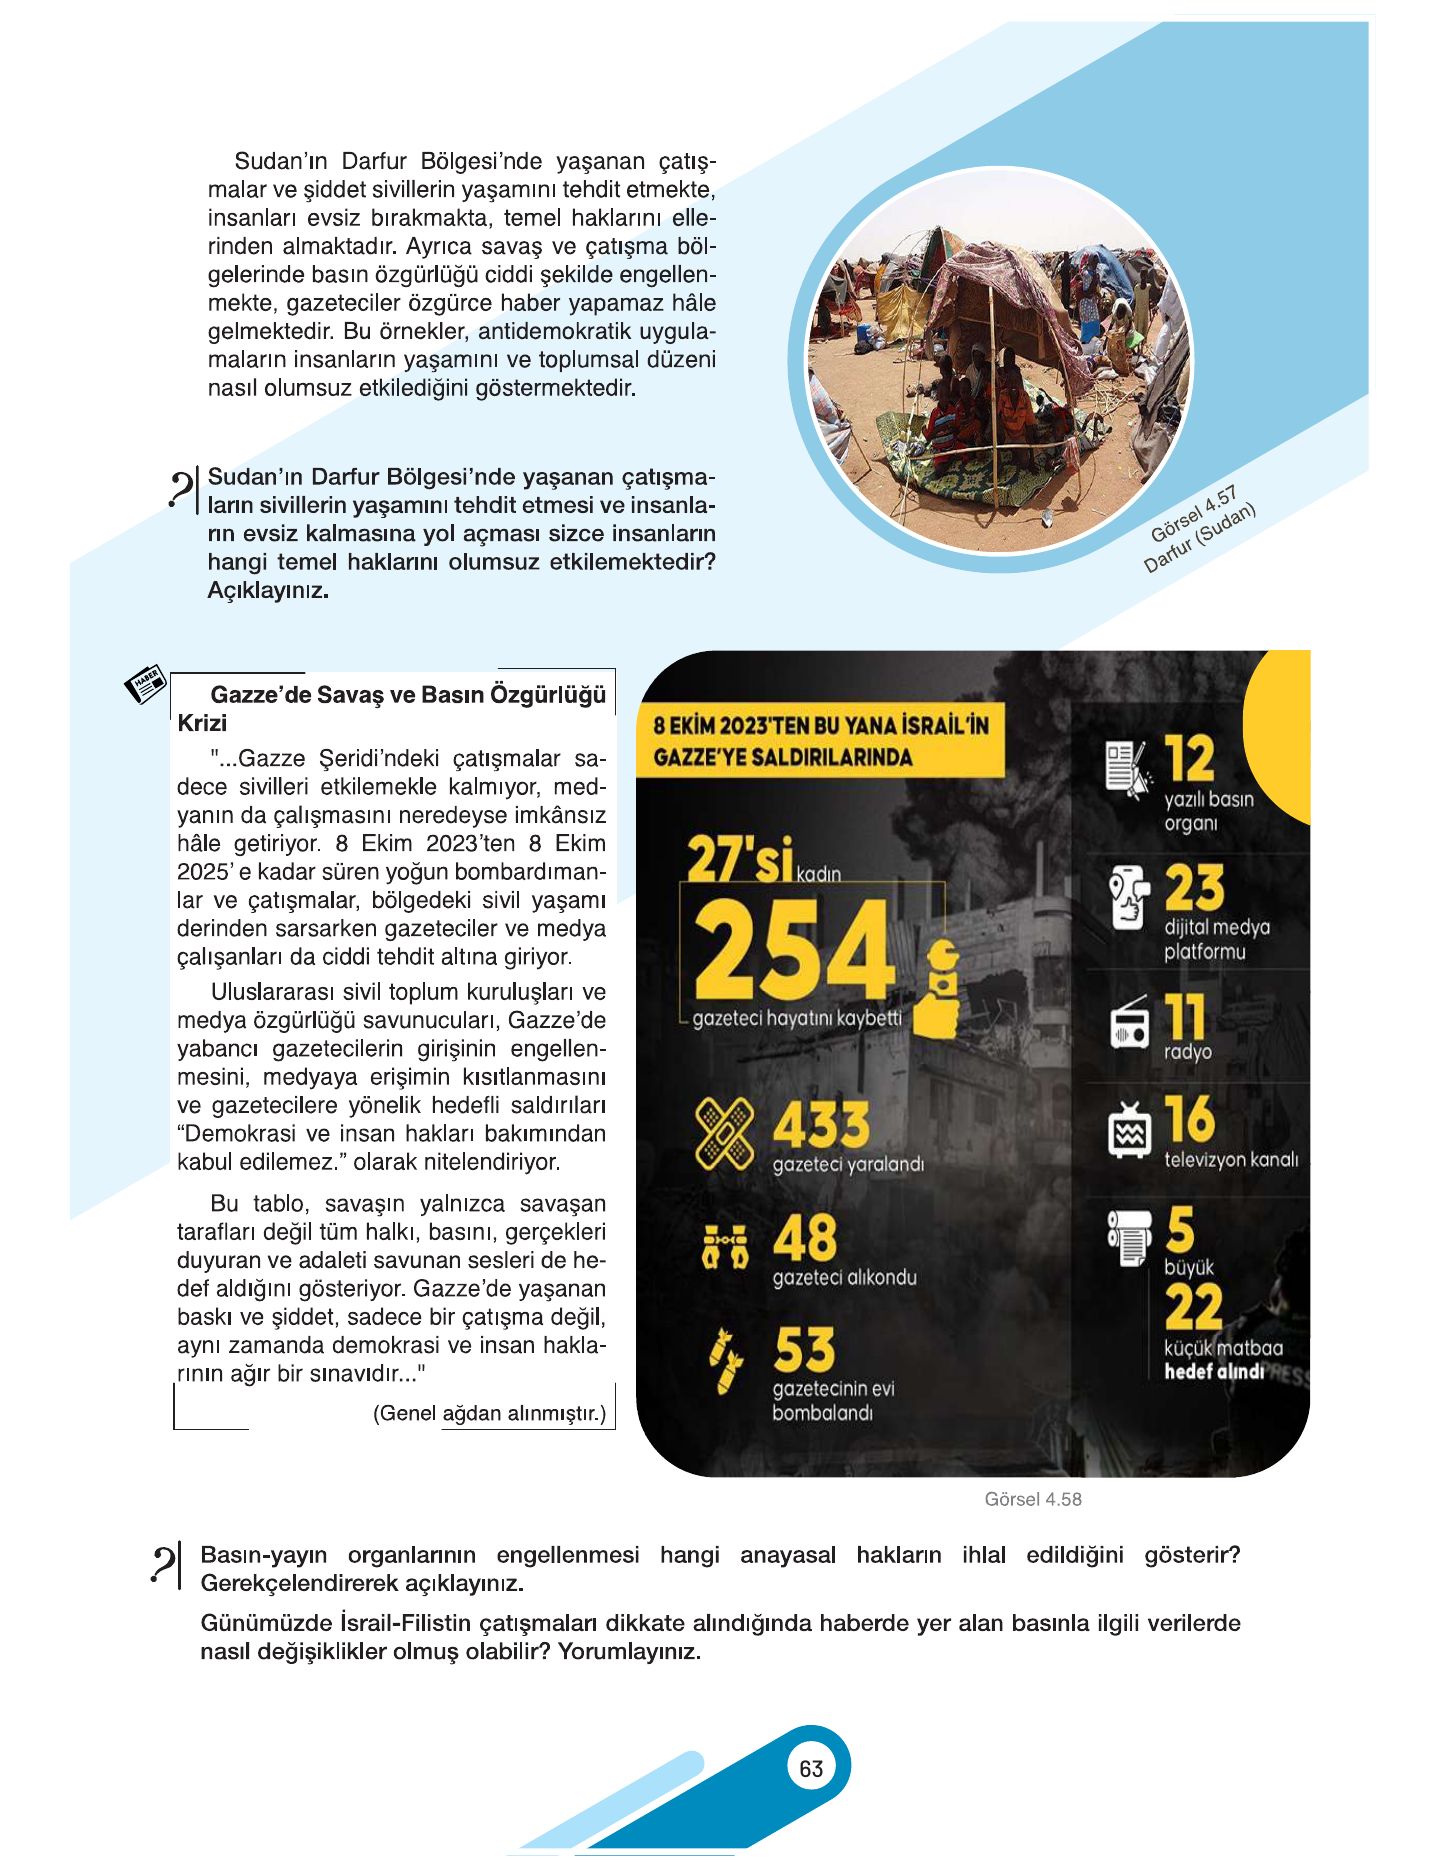 Sudan’ın Darfur Bölgesi’nde yaşanan çatış-
malar ve şiddet sivillerin yaşamını tehdit etmekte,
insanları evsiz bırakmakta, temel haklarını elle-
rinden almaktadır. Ayrıca savaş ve çatışma böl-
gelerinde basın özgürlüğü ciddi şekilde engellen-
mekte, gazeteciler özgürce haber yapamaz hâle
gelmektedir. Bu örnekler, antidemokratik uygula-
maların insanların yaşamını ve toplumsal düzeni
nasıl olumsuz etkilediğini göstermektedir.
?
Sudan’ın Darfur Bölgesi’nde yaşanan çatışma-
ların sivillerin yaşamını tehdit etmesi ve insanla-
rın evsiz kalmasına yol açması sizce insanların
hangi temel haklarını olumsuz etkilemektedir?
Açıklayınız.
Görsel 4.57
Darfur (Sudan)
HABER
Gazze’de Savaş ve Basın Özgürlüğü
Krizi
"...Gazze Şeridi’ndeki çatışmalar sa-
dece sivilleri etkilemekle kalmıyor, med-
yanın da çalışmasını neredeyse imkânsız
hâle getiriyor. 8 Ekim 2023’ten 8 Ekim
2025’ e kadar süren yoğun bombardıman-
lar ve çatışmalar, bölgedeki sivil yaşamı
derinden sarsarken gazeteciler ve medya
çalışanları da ciddi tehdit altına giriyor.
Uluslararası sivil toplum kuruluşları ve
medya özgürlüğü savunucuları, Gazze’de
yabancı gazetecilerin girişinin engellen-
mesini, medyaya erişimin kısıtlanmasını
ve gazetecilere yönelik hedefli saldırıları
“Demokrasi ve insan hakları bakımından
kabul edilemez.” olarak nitelendiriyor.
Bu tablo, savaşın yalnızca savaşan
tarafları değil tüm halkı, basını, gerçekleri
duyuran ve adaleti savunan sesleri de he-
def aldığını gösteriyor. Gazze’de yaşanan
baskı ve şiddet, sadece bir çatışma değil,
aynı zamanda demokrasi ve insan hakla-
rının ağır bir sınavıdır..."
(Genel ağdan alınmıştır.)
8 EKİM 2023'TEN BU YANA İSRAİL’İN
GAZZE’YE SALDIRILARINDA
27'si kadın
254
gazeteci hayatını kaybetti
433
gazeteci yaralandı
48
gazeteci alıkondu
53
gazetecinin evi
bombalandı
12
yazılı basın
organı
23
dijital medya
platformu
11
radyo
16
televizyon kanalı
5
büyük
22
küçük matbaa
hedef alındı
PRESS
Görsel 4.58
?
Basın-yayın organlarının engellenmesi hangi anayasal hakların ihlal edildiğini gösterir?
Gerekçelendirerek açıklayınız.
Günümüzde İsrail-Filistin çatışmaları dikkate alındığında haberde yer alan basınla ilgili verilerde
nasıl değişiklikler olmuş olabilir? Yorumlayınız.
63